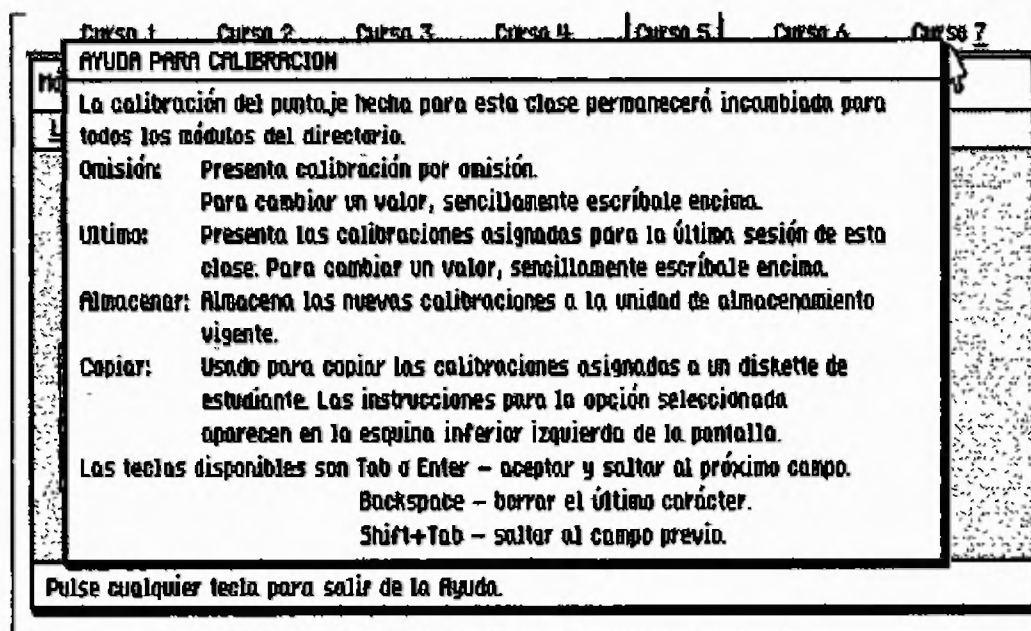 Curso 1 Curso 2 Curso 3 Curso 4 Curso 5 Curso 6 Curso 7
AYUDA PARA CALIBRACION
La calibración del puntaje hecha para esta clase permanecerá incambiada para
todos los módulos del directorio.
Omisión: Presenta calibración por omisión.
Para cambiar un valor, sencillamente escríbale encima.
Ultima: Presenta las calibraciones asignadas para la última sesión de esta
clase. Para cambiar un valor, sencillamente escríbale encima.
Almacenar: Almacena las nuevas calibraciones a la unidad de almacenamiento
vigente.
Copiar: Usado para copiar las calibraciones asignadas a un diskette de
estudiante. Las instrucciones para la opción seleccionada
aparecen en la esquina inferior izquierda de la pantalla.
Las teclas disponibles son Tab o Enter – aceptar y saltar al próximo campo.
Backspace – borrar el último carácter.
Shift+Tab – saltar al campo previo.
Pulse cualquier tecla para salir de la Ayuda.